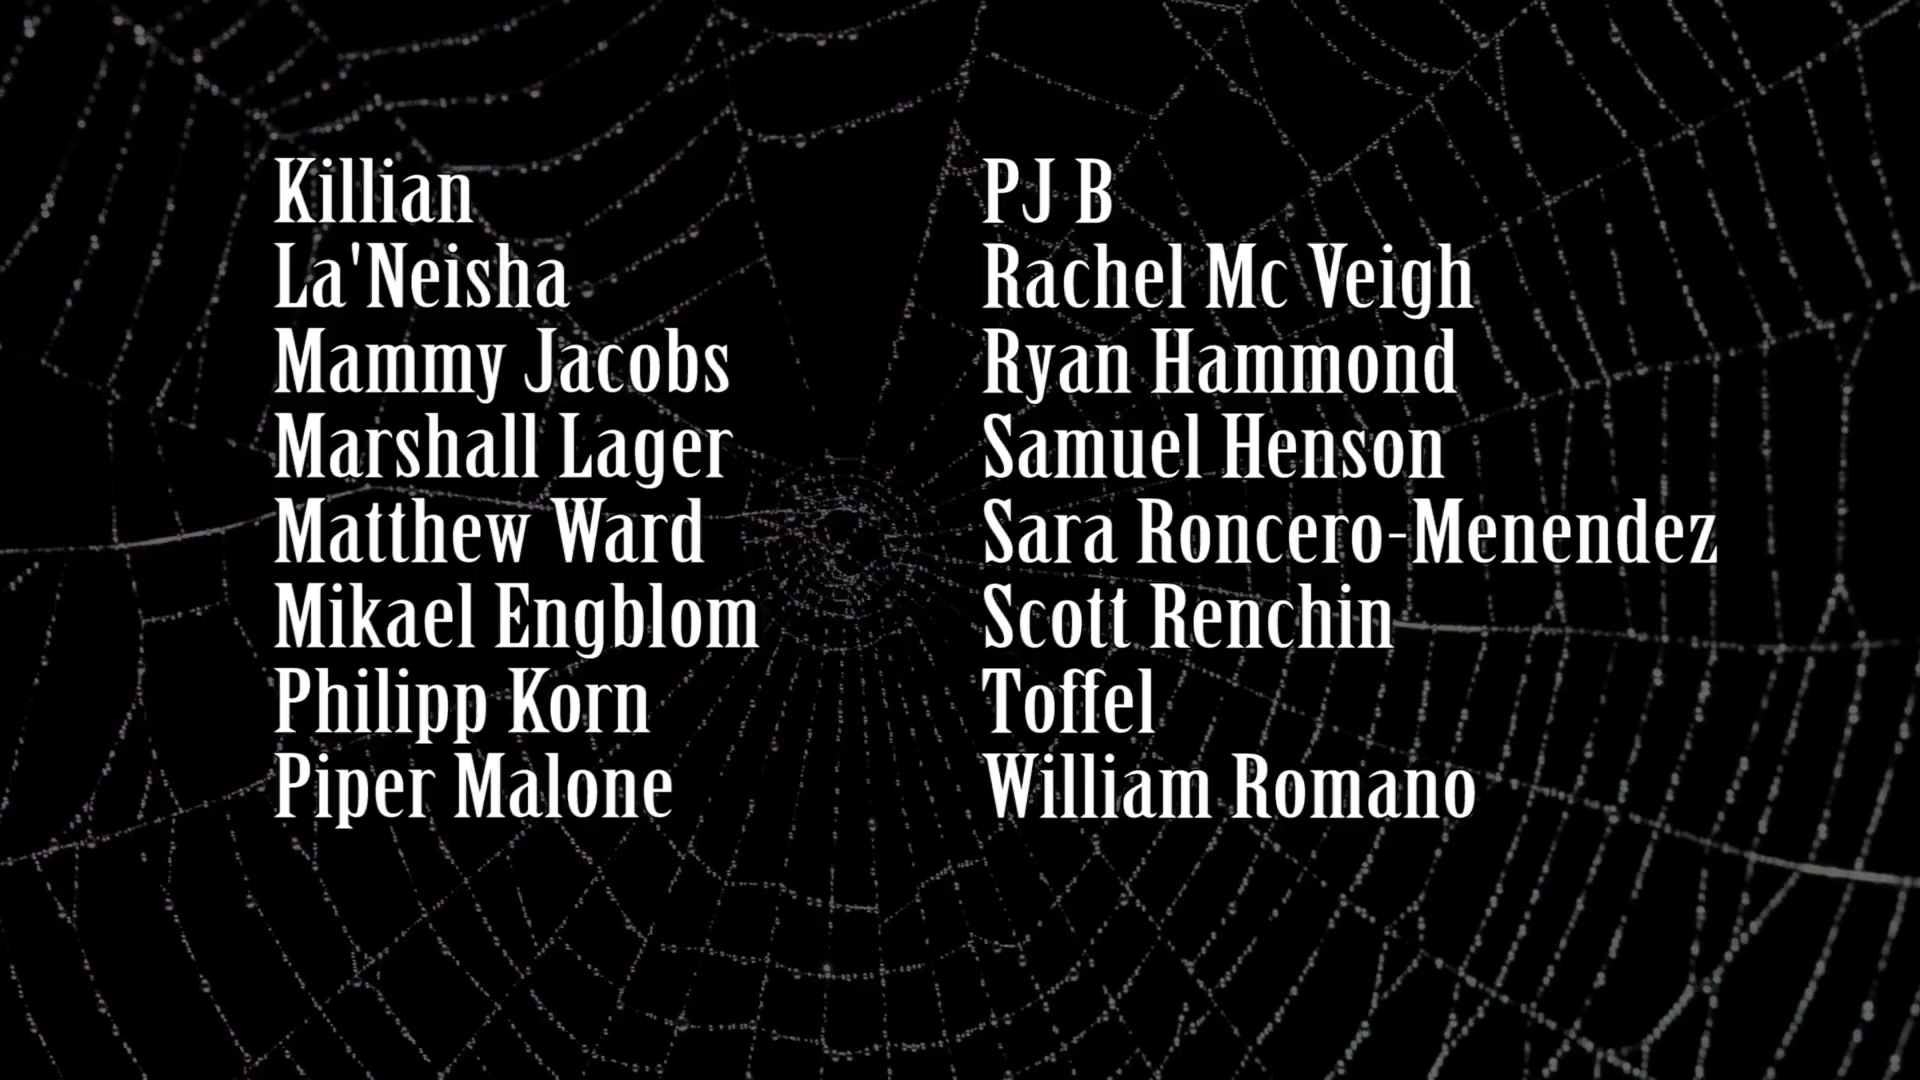 Killian
La'Neisha
Mammy Jacobs
Marshall Lager
Matthew Ward
Mikael Engblom
Philipp Korn
Piper Malone
PJ B
Rachel Mc Veigh
Ryan Hammond
Samuel Henson
Sara Roncero-Menendez
Scott Renchin
Toffel
William Romano